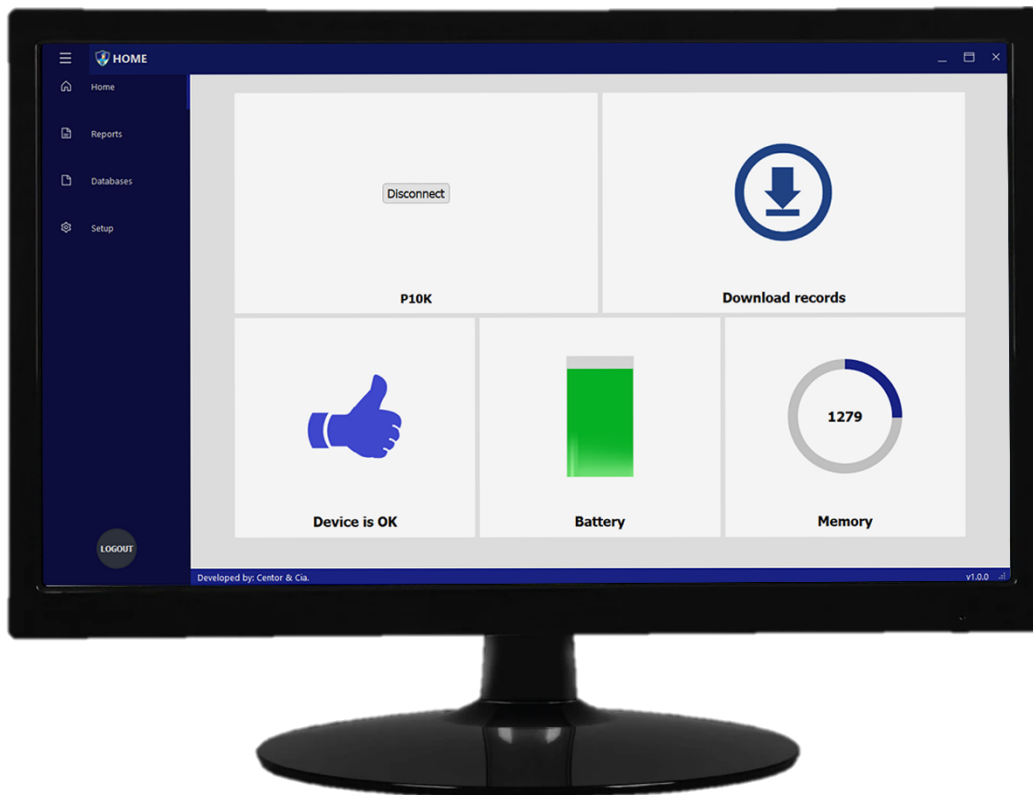 HOME
Home
Reports
Databases
Setup
LOGOUT
Disconnect
P10K
Download records
Device is OK
Battery
1279
Memory
Developed by: Centor & Cia.
v1.0.0